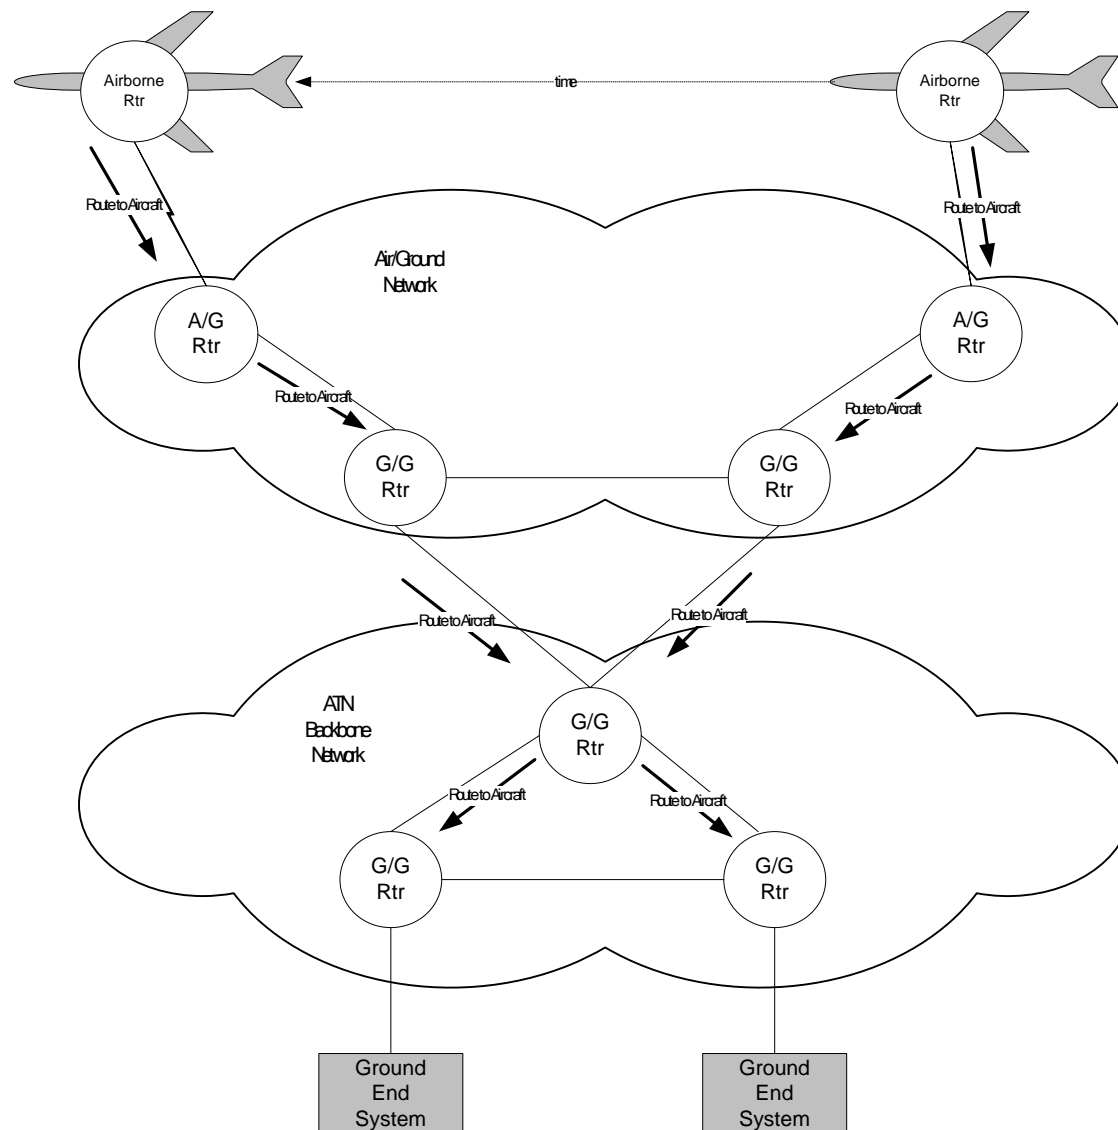 Airborne
Rtr
time
Airborne
Rtr
Route to Aircraft
Route to Aircraft
Air/Ground
Network
A/G
Rtr
A/G
Rtr
Route to Aircraft
Route to Aircraft
G/G
Rtr
G/G
Rtr
Route to Aircraft
Route to Aircraft
ATN
Backbone
Network
G/G
Rtr
Route to Aircraft
Route to Aircraft
G/G
Rtr
G/G
Rtr
Ground
End
System
Ground
End
System